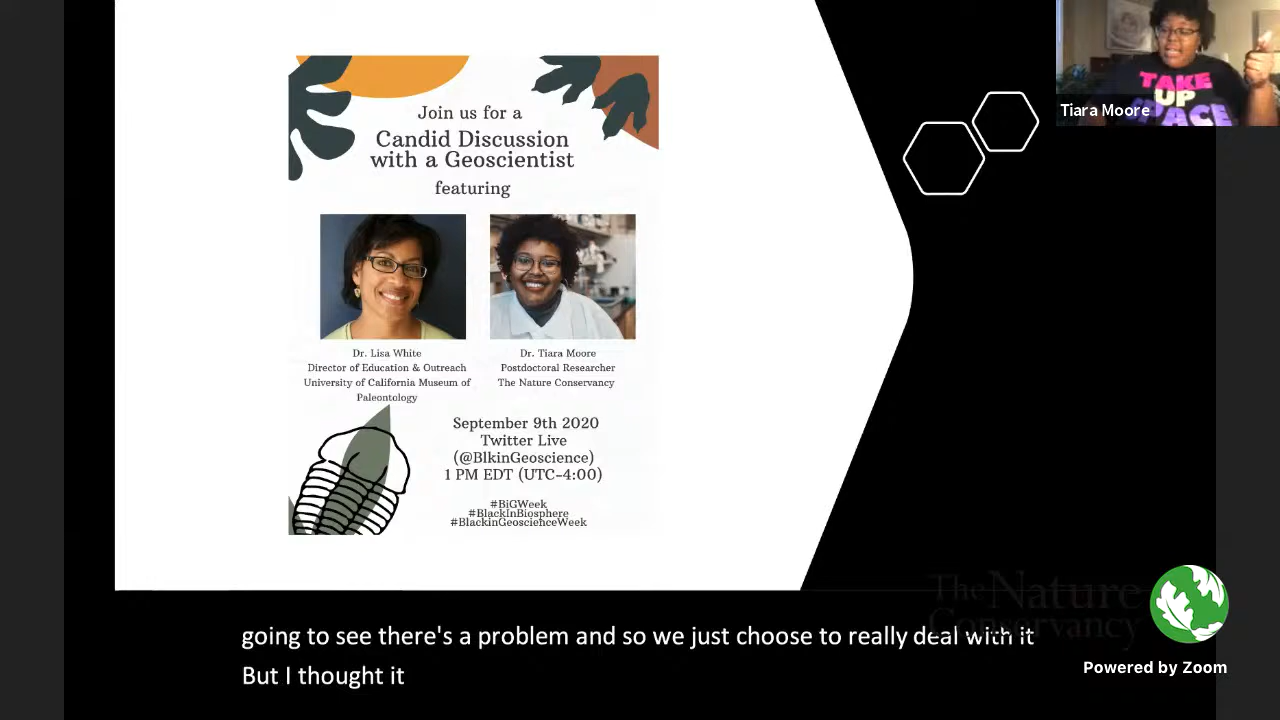 Join us for a
Candid Discussion
with a Geoscientist
featuring
Dr. Lisa White
Director of Education & Outreach
University of California Museum of
Paleontology
Dr. Tiara Moore
Postdoctoral Researcher
The Nature Conservancy
September 9th 2020
Twitter Live
(@BlkinGeoscience)
1 PM EDT (UTC-4:00)
#BiGWeek
#BlackInBiosphere
#BlackinGeoscienceWeek
TAKE
UP
SPACE
Tiara Moore
The Nature
Conservancy
Powered by Zoom
going to see there's a problem and so we just choose to really deal with it
But I thought it